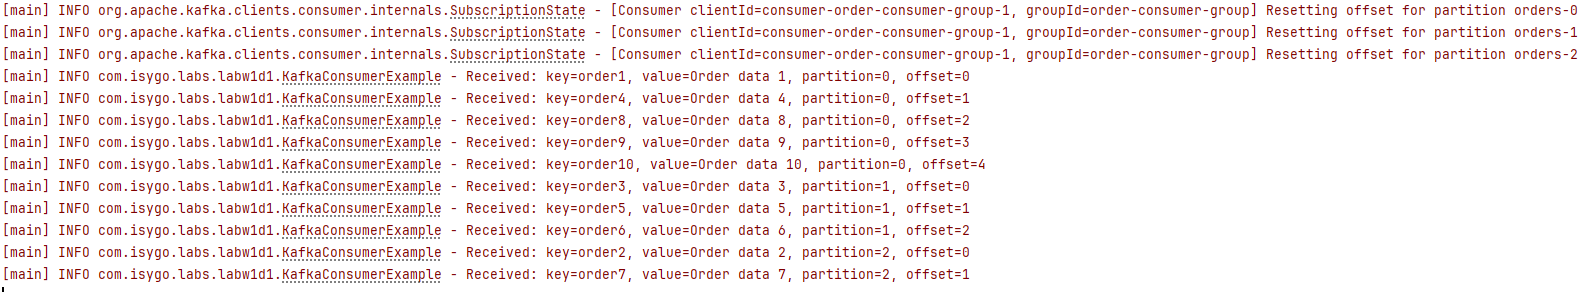 [main] INFO org.apache.kafka.clients.consumer.internals.SubscriptionState - [Consumer clientId=consumer-order-consumer-group-1, groupId=order-consumer-group] Resetting offset for partition orders-0
[main] INFO org.apache.kafka.clients.consumer.internals.SubscriptionState - [Consumer clientId=consumer-order-consumer-group-1, groupId=order-consumer-group] Resetting offset for partition orders-1
[main] INFO org.apache.kafka.clients.consumer.internals.SubscriptionState - [Consumer clientId=consumer-order-consumer-group-1, groupId=order-consumer-group] Resetting offset for partition orders-2
[main] INFO com.isygo.labs.labw1d1.KafkaConsumerExample - Received: key=order1, value=Order data 1, partition=0, offset=0
[main] INFO com.isygo.labs.labw1d1.KafkaConsumerExample - Received: key=order4, value=Order data 4, partition=0, offset=1
[main] INFO com.isygo.labs.labw1d1.KafkaConsumerExample - Received: key=order8, value=Order data 8, partition=0, offset=2
[main] INFO com.isygo.labs.labw1d1.KafkaConsumerExample - Received: key=order9, value=Order data 9, partition=0, offset=3
[main] INFO com.isygo.labs.labw1d1.KafkaConsumerExample - Received: key=order10, value=Order data 10, partition=0, offset=4
[main] INFO com.isygo.labs.labw1d1.KafkaConsumerExample - Received: key=order3, value=Order data 3, partition=1, offset=0
[main] INFO com.isygo.labs.labw1d1.KafkaConsumerExample - Received: key=order5, value=Order data 5, partition=1, offset=1
[main] INFO com.isygo.labs.labw1d1.KafkaConsumerExample - Received: key=order6, value=Order data 6, partition=1, offset=2
[main] INFO com.isygo.labs.labw1d1.KafkaConsumerExample - Received: key=order2, value=Order data 2, partition=2, offset=0
[main] INFO com.isygo.labs.labw1d1.KafkaConsumerExample - Received: key=order7, value=Order data 7, partition=2, offset=1